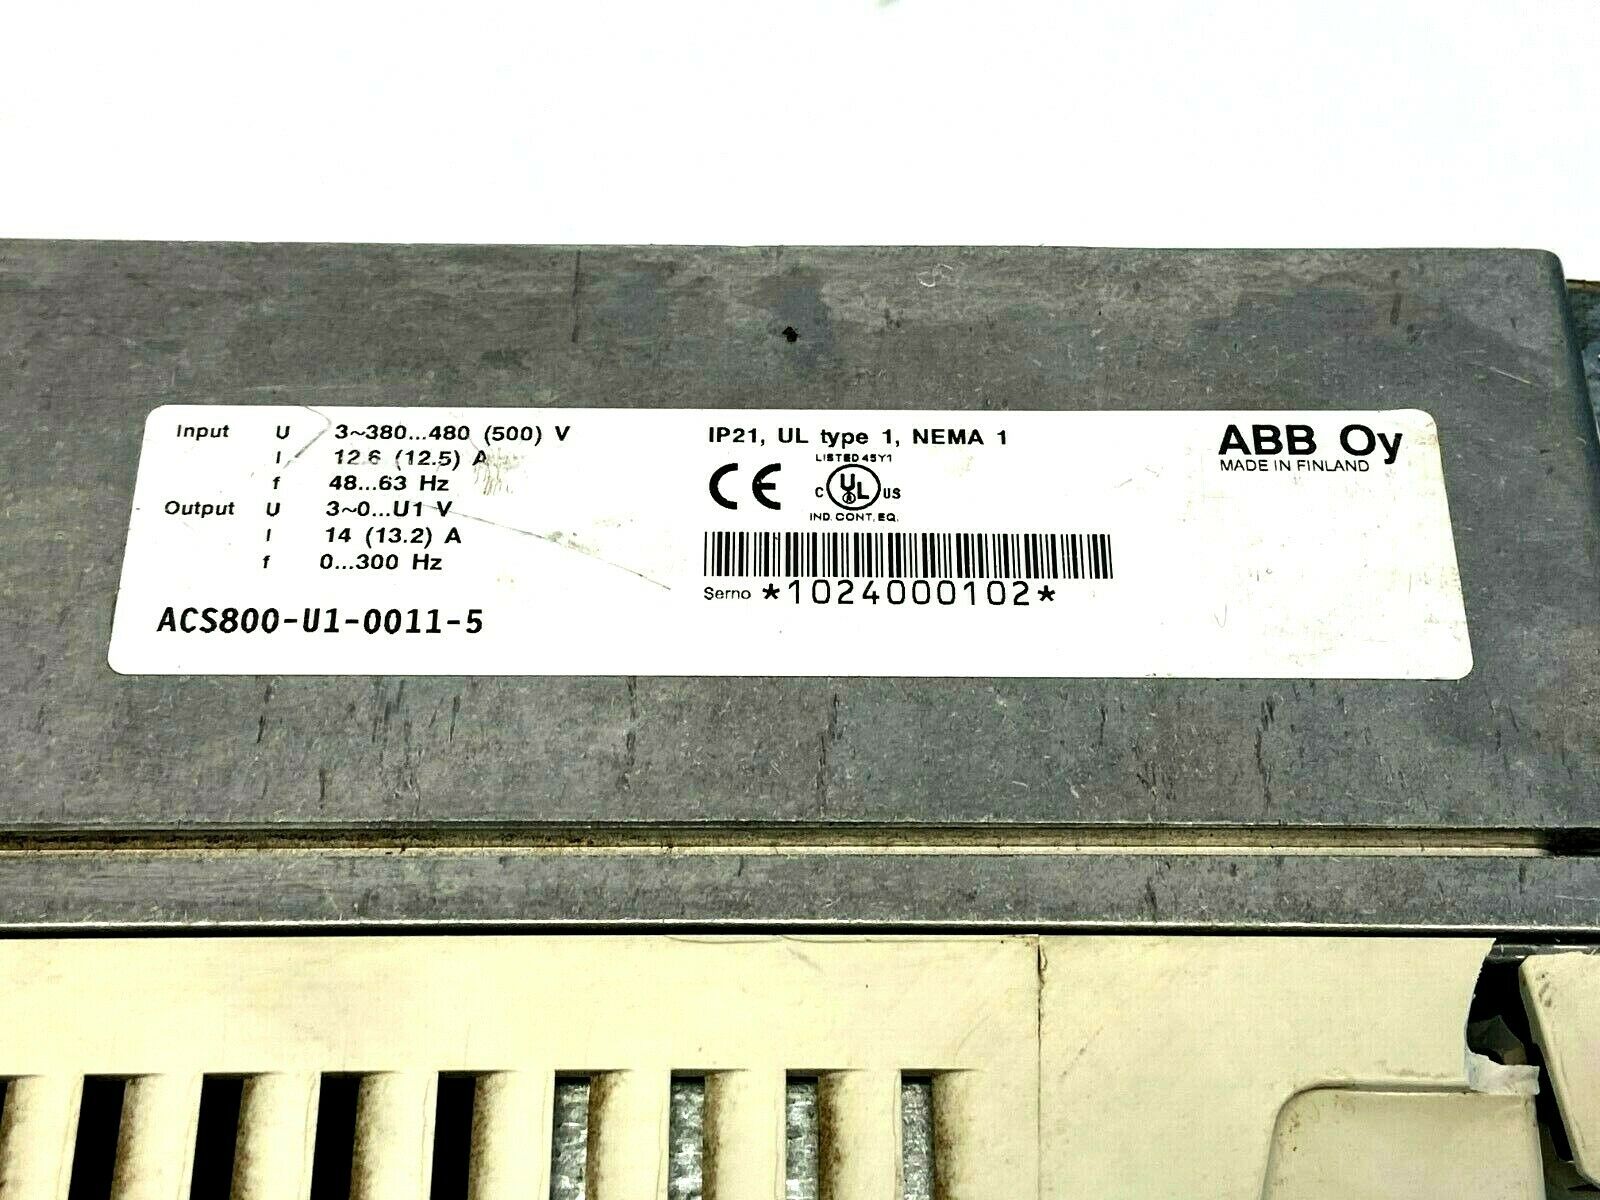 Input U 3~380...480 (500) V
I 12.6 (12.5) A
f 48...63 Hz
Output U 3~0...U1 V
I 14 (13.2) A
f 0...300 Hz
ACS800-U1-0011-5
IP21, UL type 1, NEMA 1
LISTED 45Y1
CE C UL US
IND. CONT. EQ.
Serno *1024000102*
ABB Oy
MADE IN FINLAND